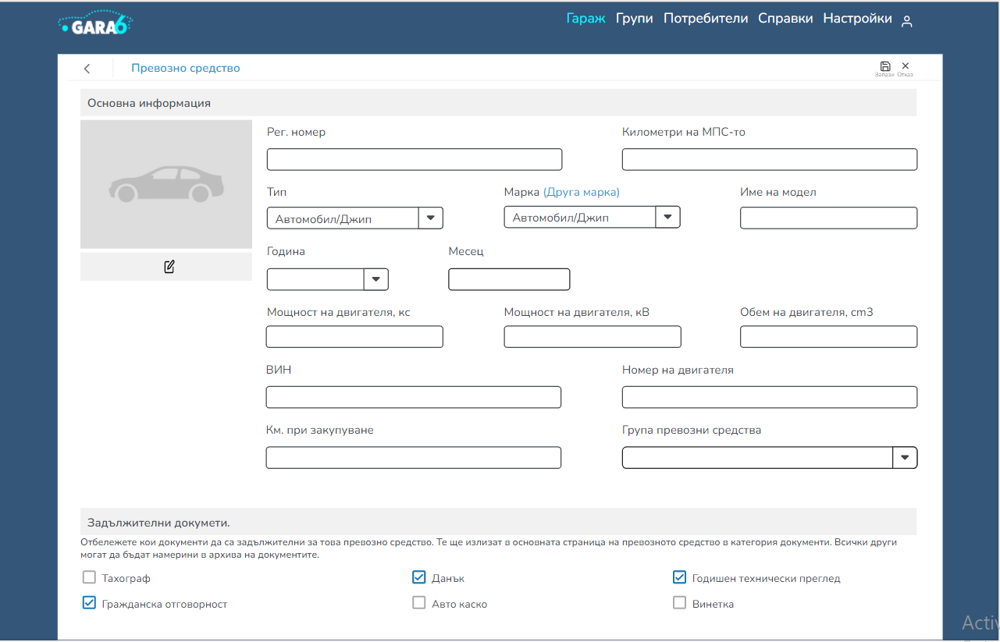 GARA6
Гараж Групи Потребители Справки Настройки
Превозно средство
Запази Отказ
Основна информация
Рег. номер
Километри на МПС-то
Тип
Марка (Друга марка)
Име на модел
Автомобил/Джип
Автомобил/Джип
Година
Месец
Мощност на двигателя, кс
Мощност на двигателя, кВ
Обем на двигателя, cm3
ВИН
Номер на двигателя
Км. при закупуване
Група превозни средства
Задължителни докумети.
Отбележете кои документи да са задължителни за това превозно средство. Те ще излизат в основната страница на превозното средство в категория документи. Всички други
могат да бъдат намерини в архива на документите.
Тахограф
Данък
Годишен технически преглед
Гражданска отговорност
Авто каско
Винетка